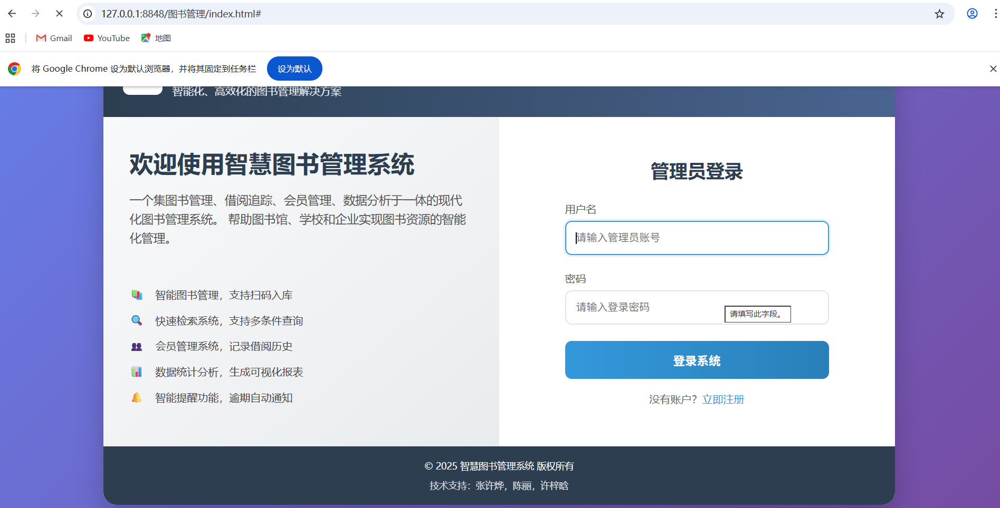 127.0.0.1:8848/图书管理/index.html#
Gmail
YouTube
地图
将 Google Chrome 设为默认浏览器，并将其固定到任务栏
设为默认
智能化、高效化的图书管理解决方案
欢迎使用智慧图书管理系统
一个集图书管理、借阅追踪、会员管理、数据分析于一体的现代
化图书管理系统。 帮助图书馆、学校和企业实现图书资源的智能
化管理。
智能图书管理，支持扫码入库
快速检索系统，支持多条件查询
会员管理系统，记录借阅历史
数据统计分析，生成可视化报表
智能提醒功能，逾期自动通知
管理员登录
用户名
请输入管理员账号
密码
请输入登录密码
请填写此字段。
登录系统
没有账户？立即注册
© 2025 智慧图书管理系统 版权所有
技术支持：张许烨，陈丽，许梓晗